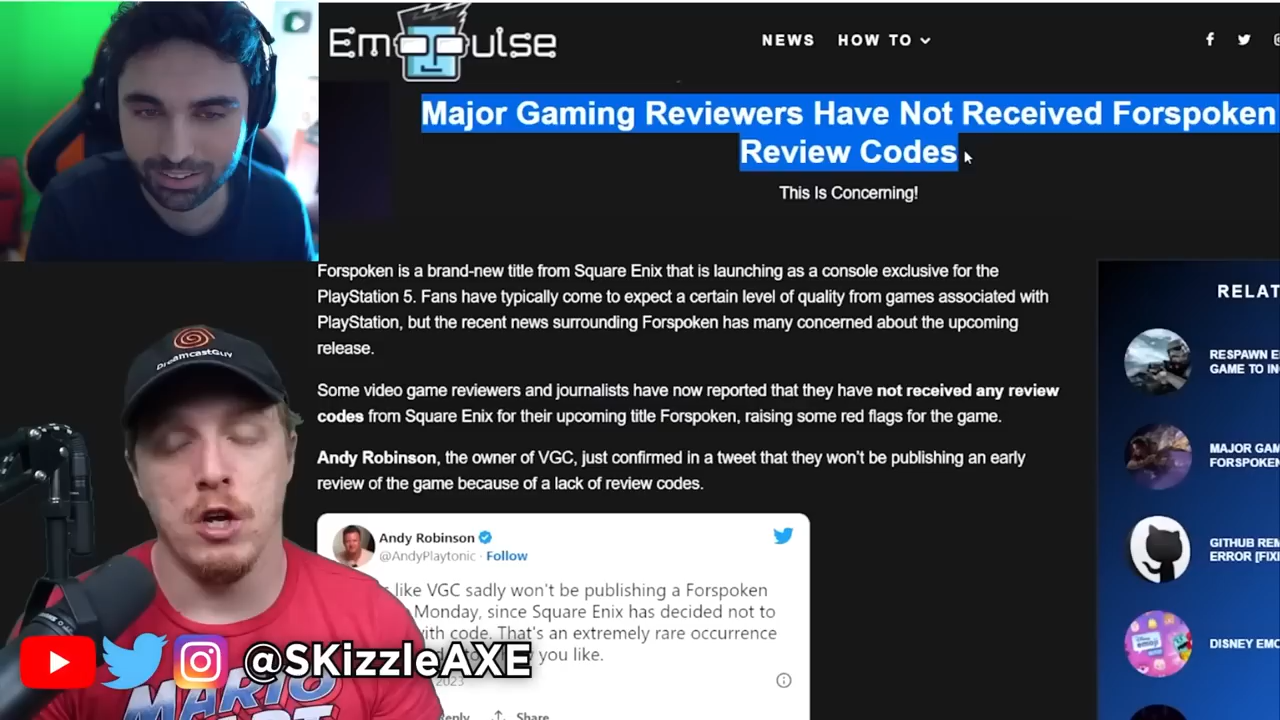 Em ulse
NEWS HOW TO
Major Gaming Reviewers Have Not Received Forspoken
Review Codes
This Is Concerning!
Forspoken is a brand-new title from Square Enix that is launching as a console exclusive for the
PlayStation 5. Fans have typically come to expect a certain level of quality from games associated with
PlayStation, but the recent news surrounding Forspoken has many concerned about the upcoming
release.
Some video game reviewers and journalists have now reported that they have not received any review
codes from Square Enix for their upcoming title Forspoken, raising some red flags for the game.
Andy Robinson, the owner of VGC, just confirmed in a tweet that they won't be publishing an early
review of the game because of a lack of review codes.
Andy Robinson
@AndyPlaytonic · Follow
like VGC sadly won't be publishing a Forspoken
Monday, since Square Enix has decided not to
with code. That's an extremely rare occurrence
you like.
2023
Reply Share
RELAT
RESPAWN E
GAME TO IN
MAJOR GAM
FORSPOKEN
GITHUB REM
ERROR [FIX
DISNEY EMO
DreamcastGuy
@SKizzleAXE
MARIO
KART